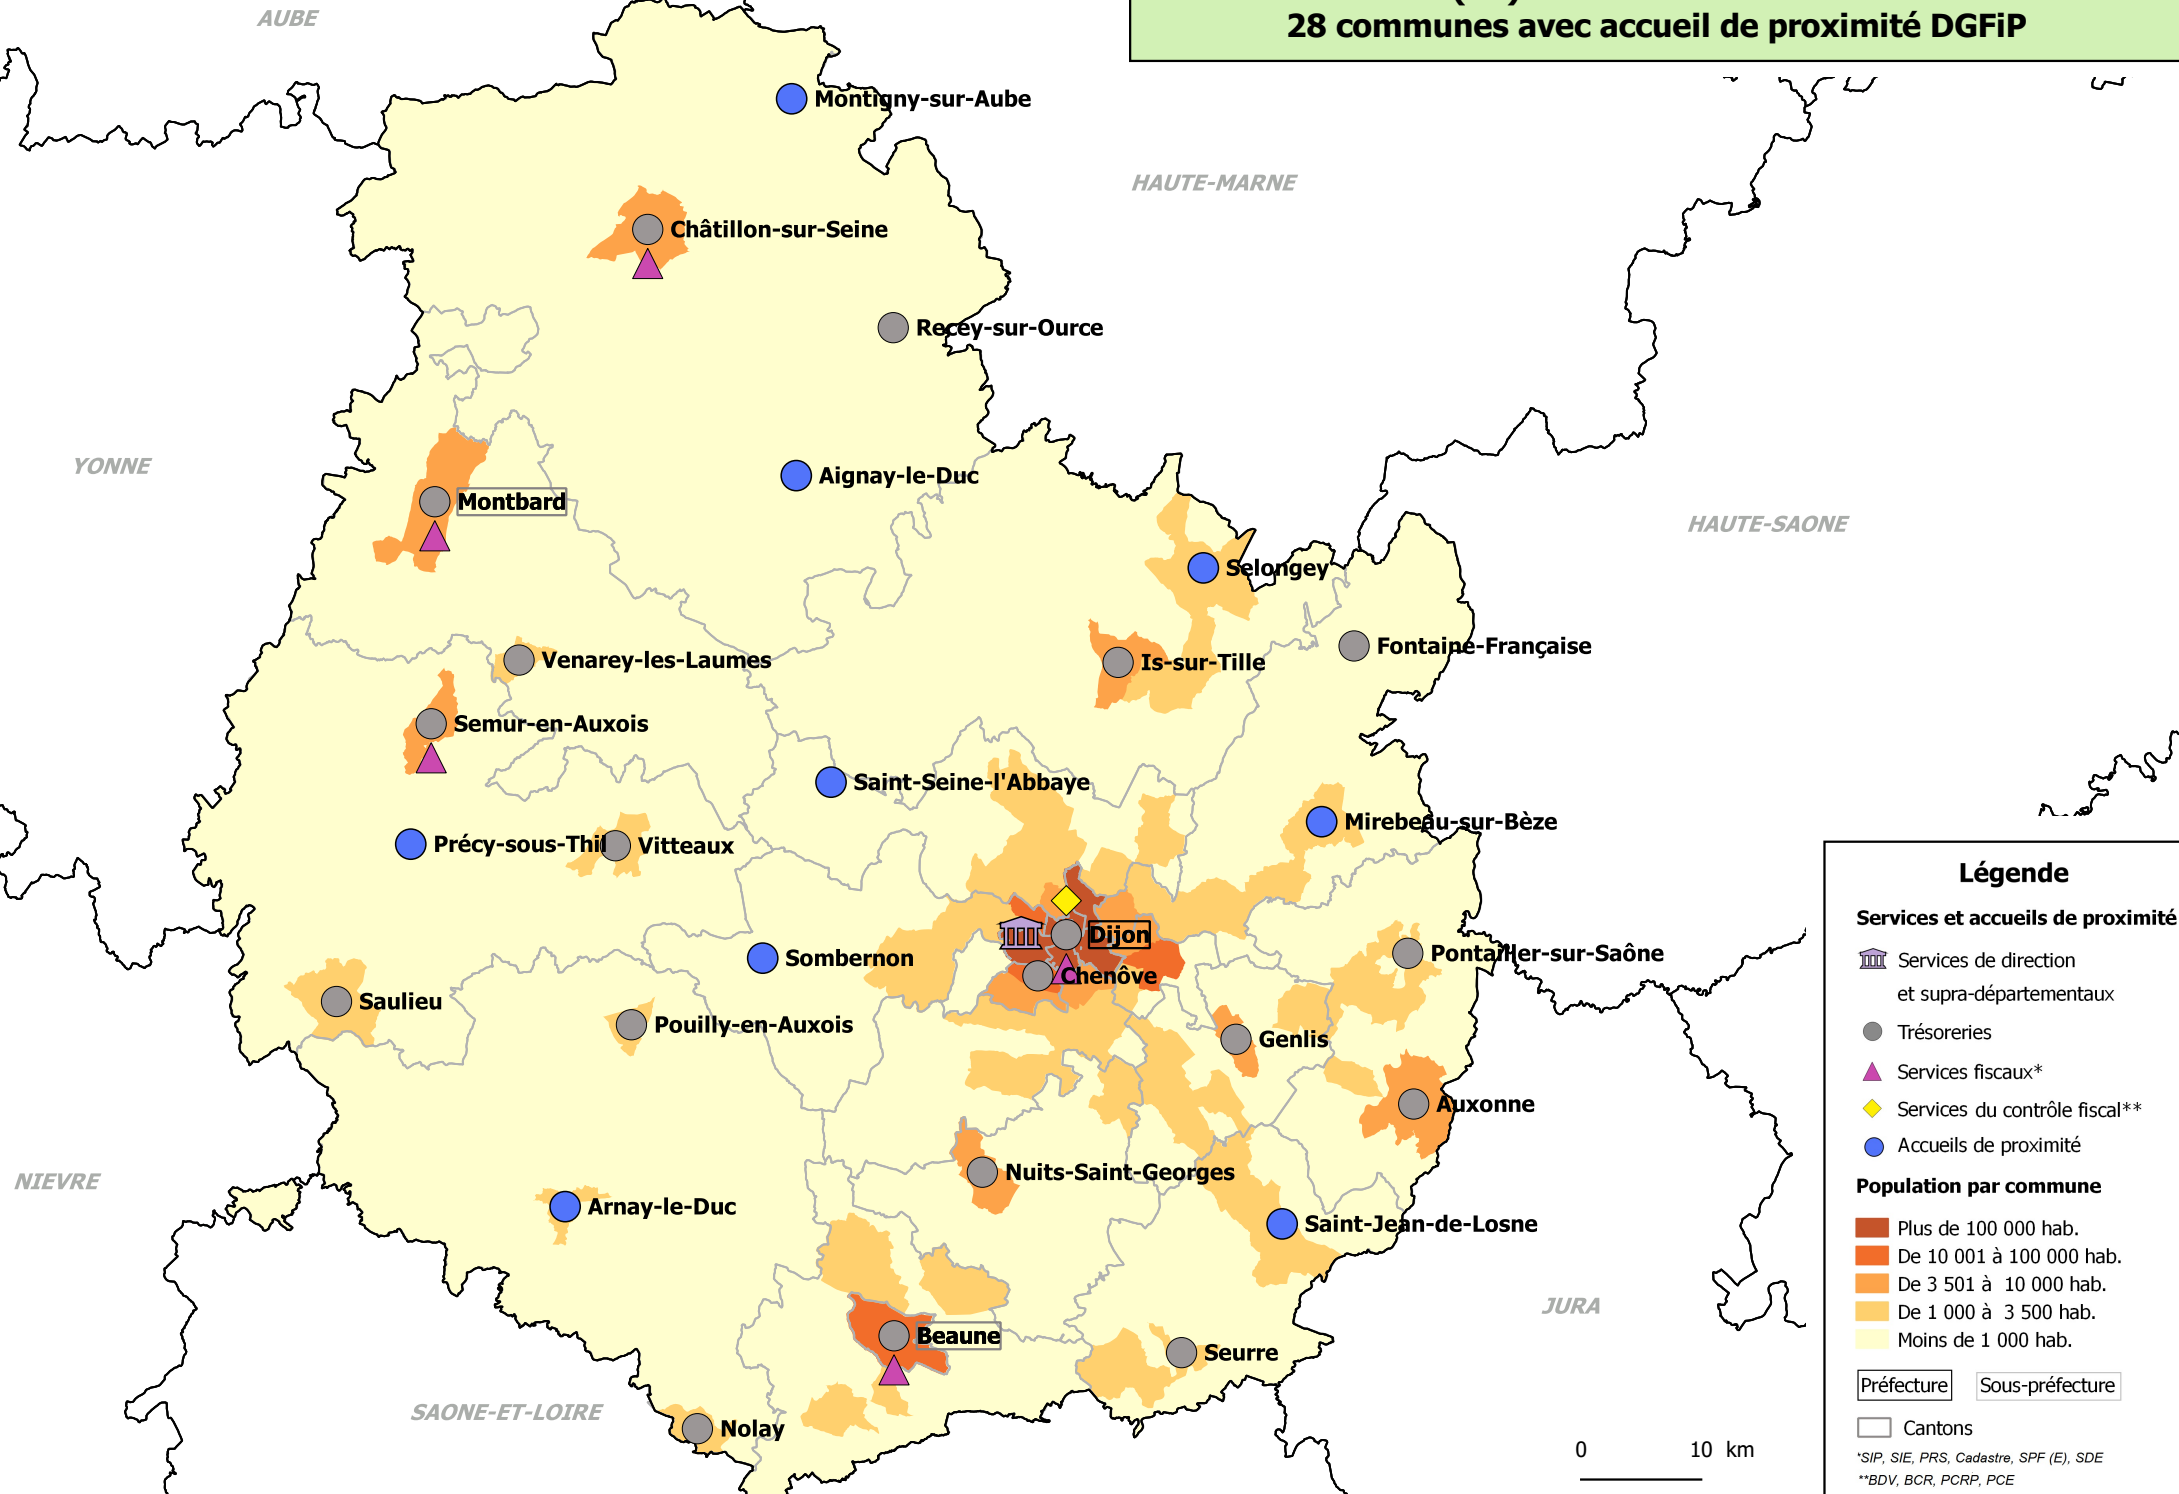 28 communes avec accueil de proximité DGFiP
AUBE
Montigny-sur-Aube
HAUTE-MARNE
Châtillon-sur-Seine
Recey-sur-Ource
YONNE
Aignay-le-Duc
Montbard
HAUTE-SAONE
Selongey
Fontaine-Française
Venarey-les-Laumes
Is-sur-Tille
Semur-en-Auxois
Saint-Seine-l'Abbaye
Mirebeau-sur-Bèze
Précy-sous-Thil
Vitteaux
Dijon
Pontailler-sur-Saône
Sombernon
Chenôve
Saulieu
Pouilly-en-Auxois
Genlis
Auxonne
Nuits-Saint-Georges
NIEVRE
Arnay-le-Duc
Saint-Jean-de-Losne
JURA
Beaune
Seurre
SAONE-ET-LOIRE
Nolay
0 10 km
Légende
Services et accueils de proximité
Services de direction
et supra-départementaux
Trésoreries
Services fiscaux*
Services du contrôle fiscal**
Accueils de proximité
Population par commune
Plus de 100 000 hab.
De 10 001 à 100 000 hab.
De 3 501 à 10 000 hab.
De 1 000 à 3 500 hab.
Moins de 1 000 hab.
Préfecture Sous-préfecture
Cantons
*SIP, SIE, PRS, Cadastre, SPF (E), SDE
**BDV, BCR, PCRP, PCE